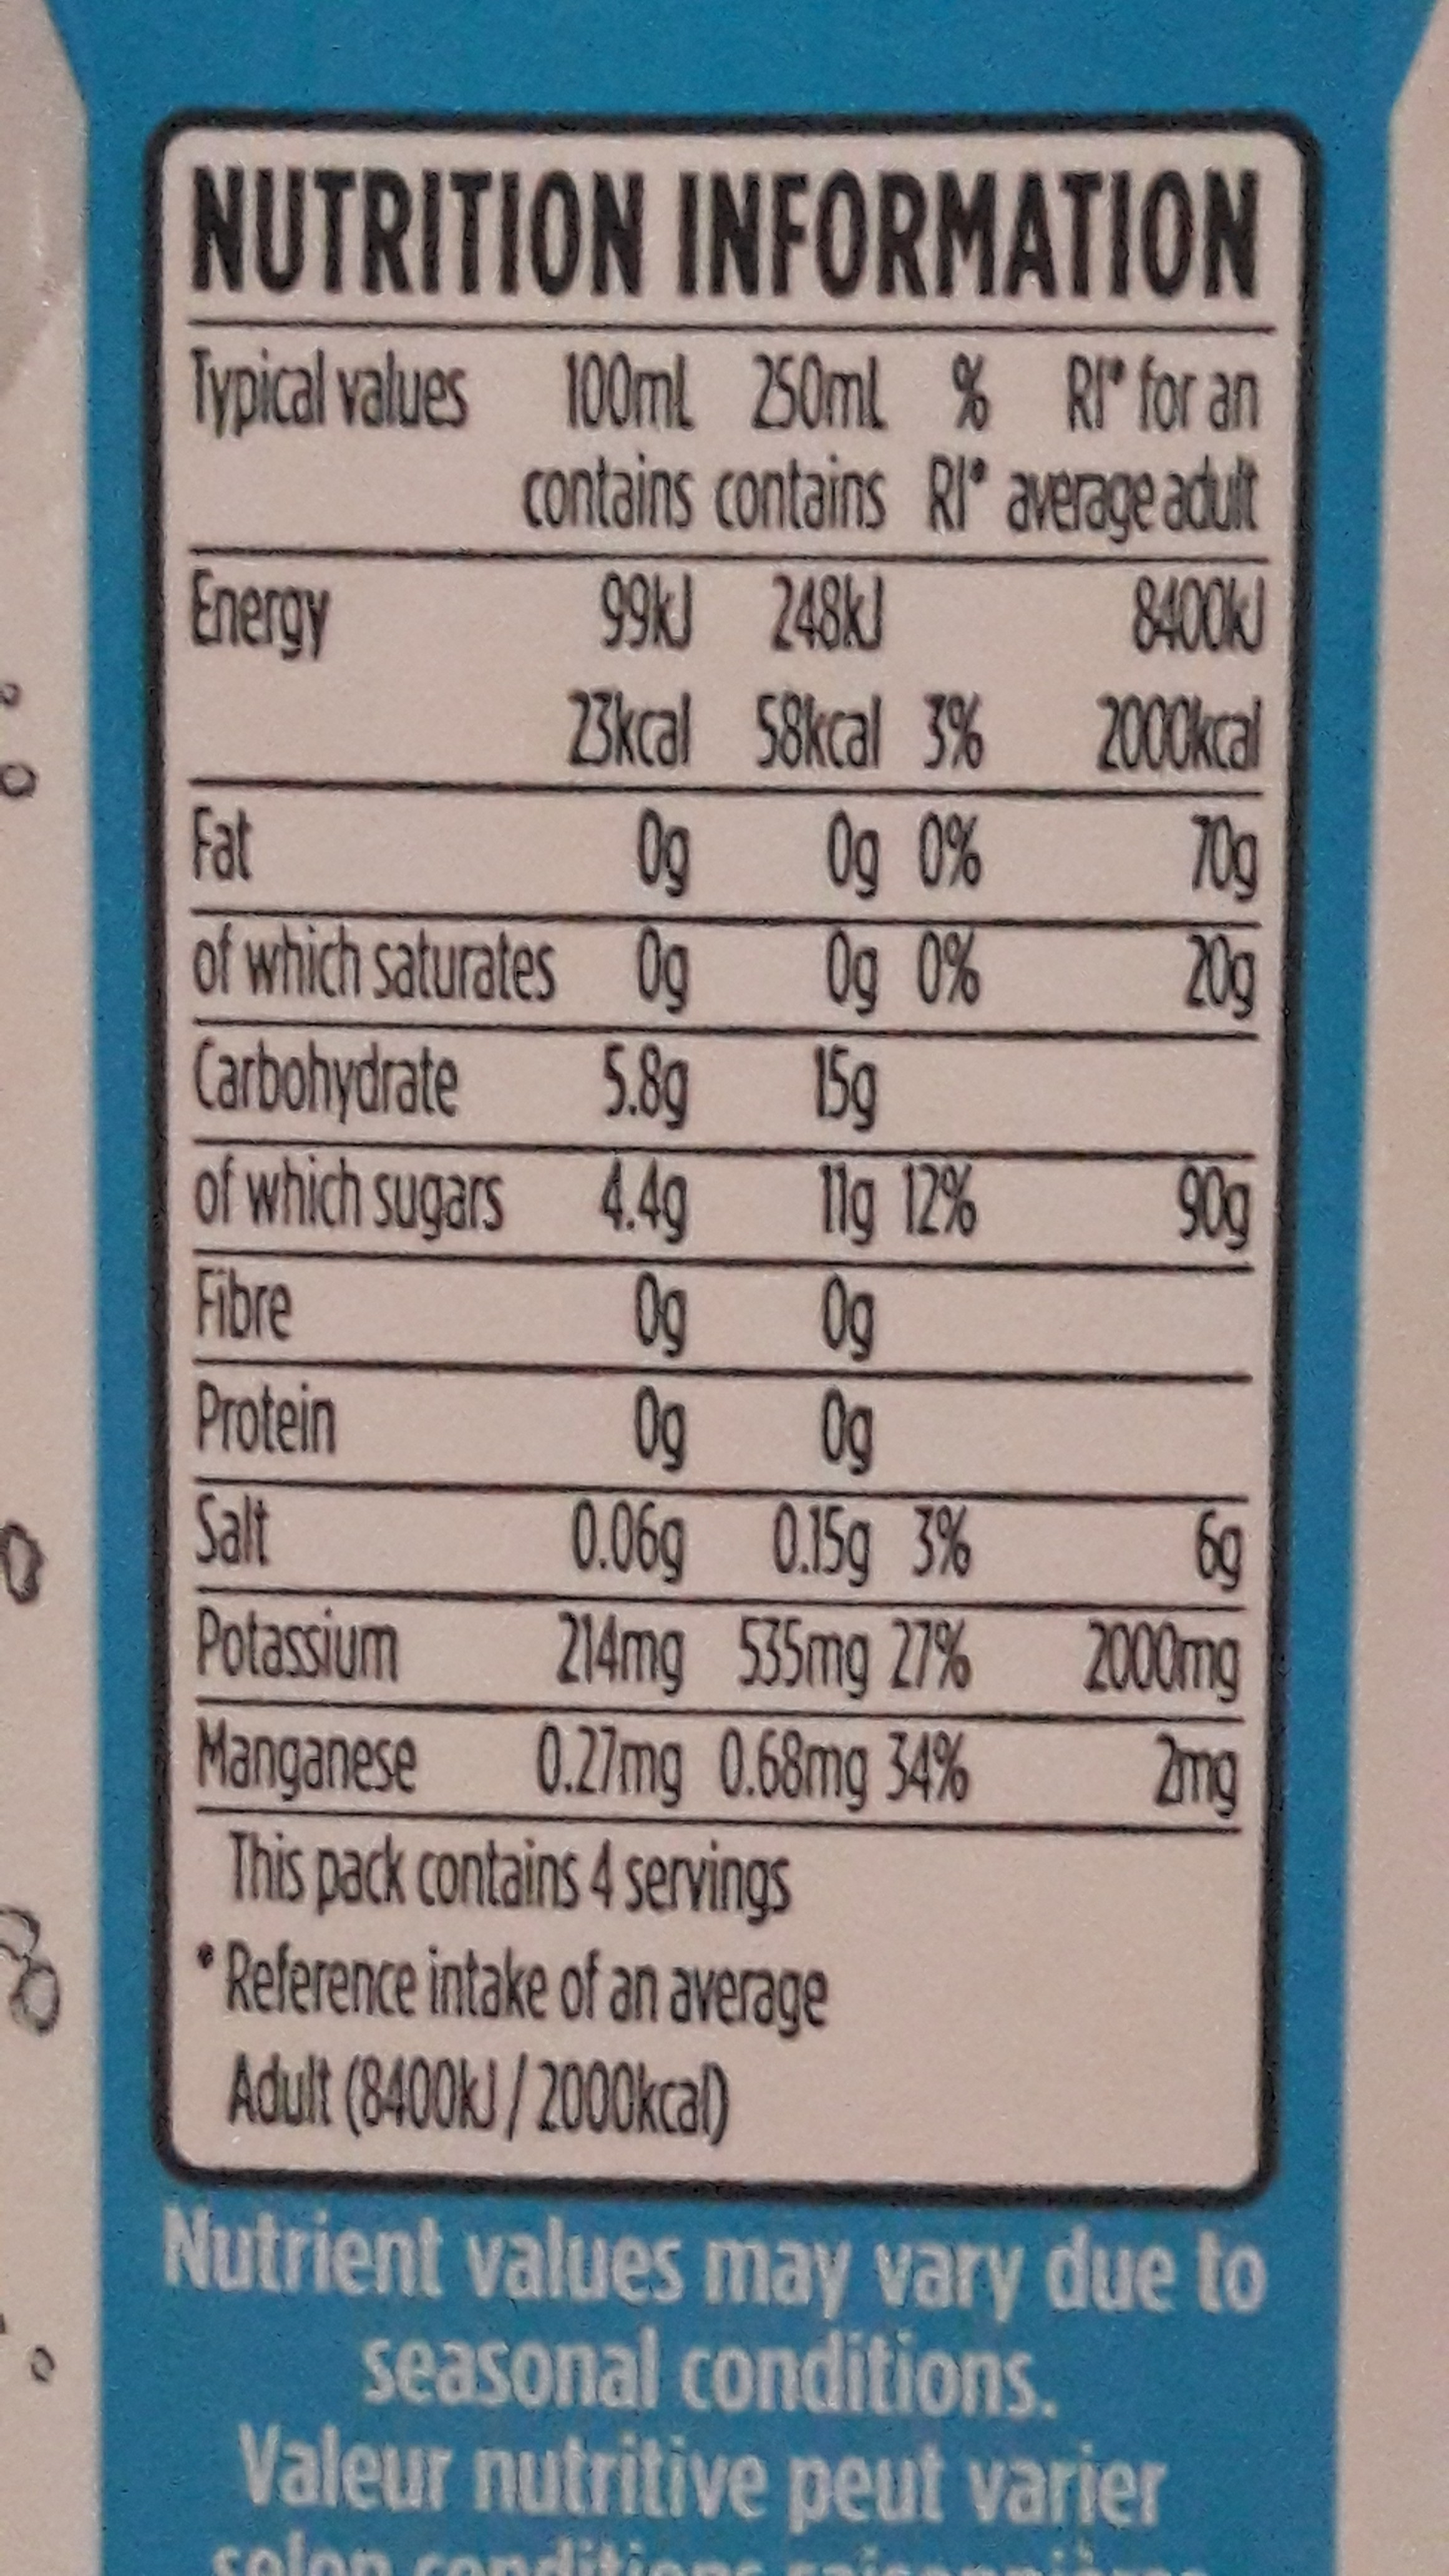 NUTRITION INFORMATION
Typical values 100ml 250ml % RI* for an
contains contains RI* average adult
Energy 99kJ 248kJ 8400kJ
23kcal 58kcal 3% 2000kcal
Fat 0g 0g 0% 70g
of which saturates 0g 0g 0% 20g
Carbohydrate 5.8g 15g
of which sugars 4.4g 11g 12% 90g
Fibre 0g 0g
Protein 0g 0g
Salt 0.06g 0.15g 3% 6g
Potassium 214mg 535mg 27% 2000mg
Manganese 0.27mg 0.68mg 34% 2mg
This pack contains 4 servings
* Reference intake of an average
Adult (8400kJ / 2000kcal)
Nutrient values may vary due to
seasonal conditions.
Valeur nutritive peut varier
selon conditions